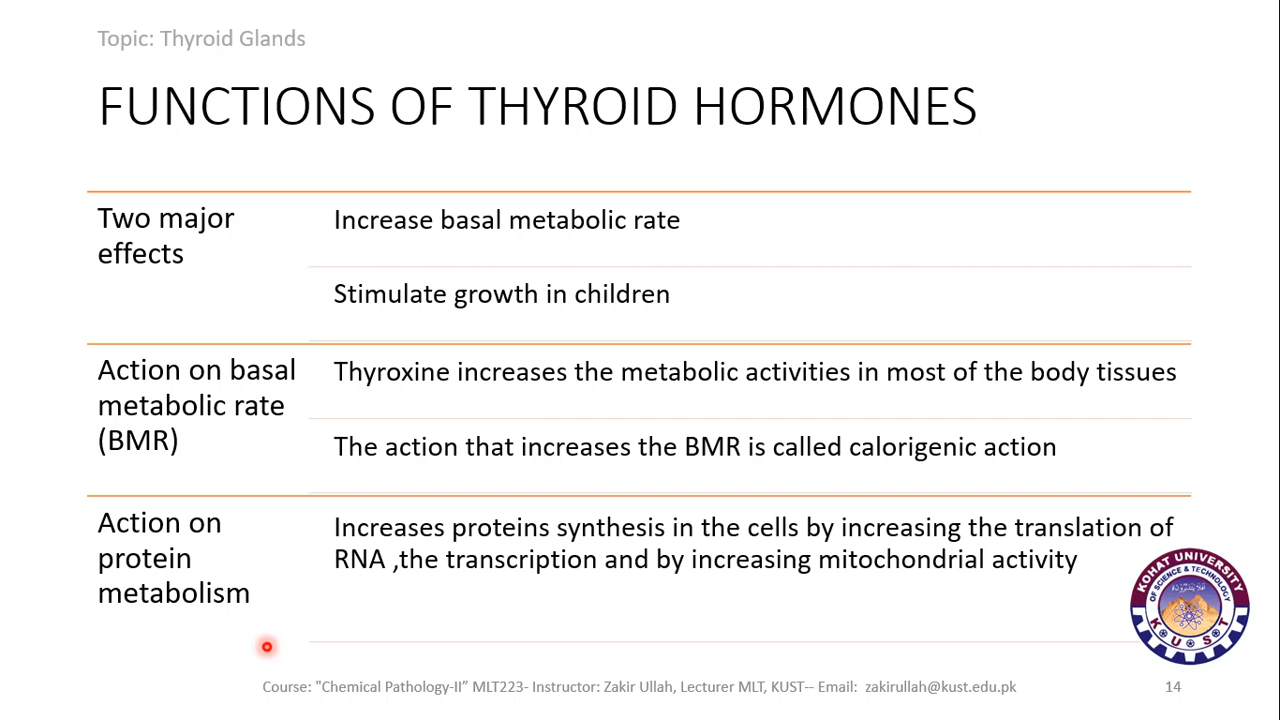 Topic: Thyroid Glands
FUNCTIONS OF THYROID HORMONES
Two major
effects
Increase basal metabolic rate
Stimulate growth in children
Action on basal
metabolic rate
(BMR)
Thyroxine increases the metabolic activities in most of the body tissues
The action that increases the BMR is called calorigenic action
Action on
protein
metabolism
Increases proteins synthesis in the cells by increasing the translation of
RNA ,the transcription and by increasing mitochondrial activity
KOHAT UNIVERSITY
OF SCIENCE & TECHNOLOGY
K U S T
Course: "Chemical Pathology-II” MLT223- Instructor: Zakir Ullah, Lecturer MLT, KUST-- Email: zakirullah@kust.edu.pk
14